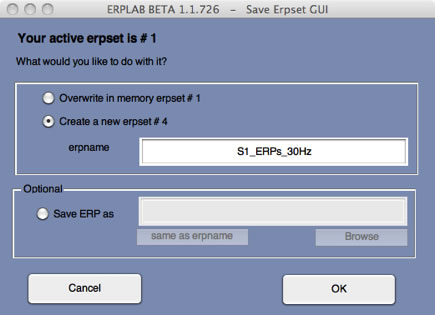 ERPLAB BETA 1.1.726 - Save Erpset GUI
Your active erpset is # 1
What would you like to do with it?
Overwrite in memory erpset # 1
Create a new erpset # 4
erpname S1_ERPs_30Hz
Optional
Save ERP as
same as erpname Browse
Cancel OK